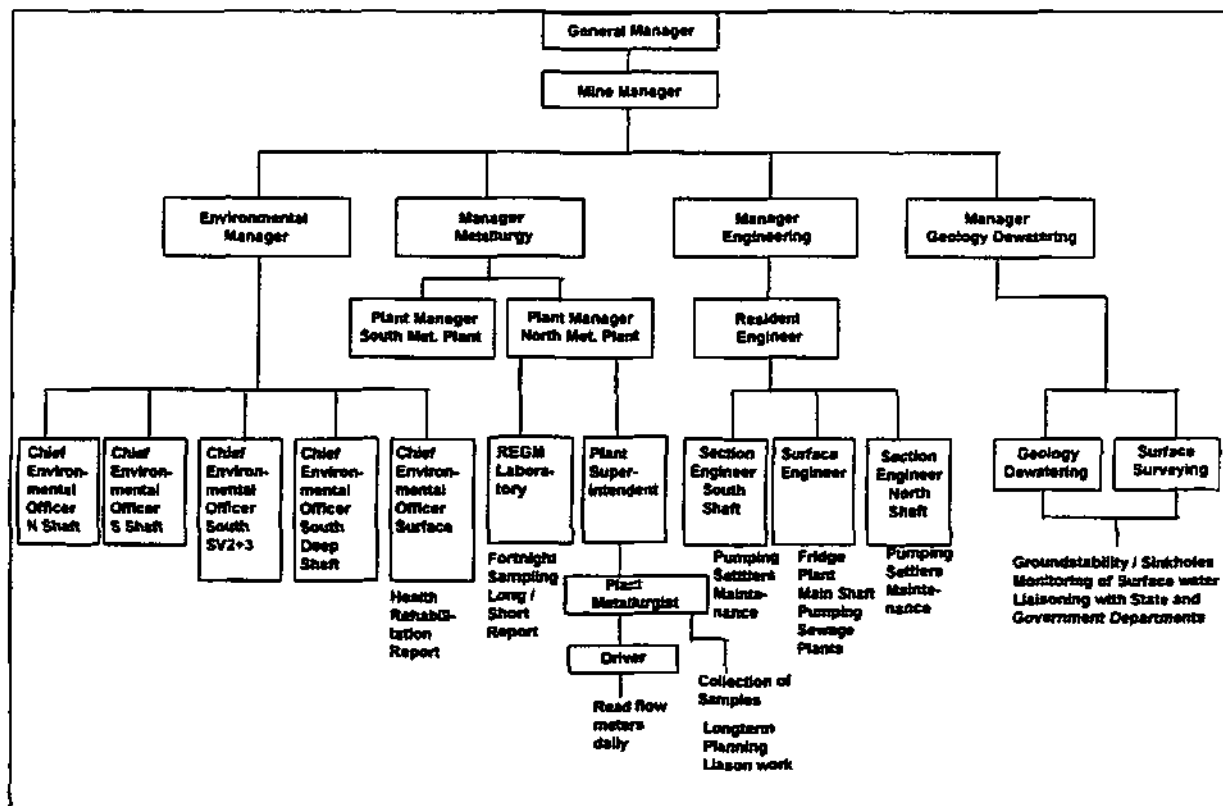 General Manager
Mine Manager
Environmental
Manager
Manager
Metallurgy
Manager
Engineering
Manager
Geology Dewatering
Plant Manager
South Met. Plant
Plant Manager
North Met. Plant
Resident
Engineer
Chief
Environ-
mental
Officer
N Shaft
Chief
Environ-
mental
Officer
S Shaft
Chief
Environ-
mental
Officer
South
SV2+3
Chief
Environ-
mental
Officer
South
Deep
Shaft
Chief
Environ-
mental
Officer
Surface
Health
Rehabili-
tation
Report
REGM
Labora-
tory
Fortnight
Sampling
Long /
Short
Report
Plant
Super-
intendent
Plant
Metallurgist
Driver
Read flow
meters
daily
Collection of
Samples
Longterm
Planning
Liason work
Section
Engineer
South
Shaft
Pumping
Settlers
Mainte-
nance
Surface
Engineer
Fridge
Plant
Main Shaft
Pumping
Sewage
Plants
Section
Engineer
North
Shaft
Pumping
Settlers
Mainte-
nance
Geology
Dewatering
Surface
Surveying
Groundstability / Sinkholes
Monitoring of Surface water
Liaisoning with State and
Government Departments